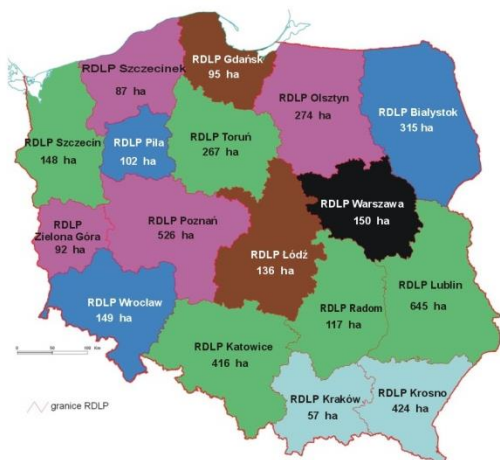 RDLP Gdańsk
95 ha
RDLP Szczecinek
87 ha
RDLP Olsztyn
274 ha
RDLP Białystok
315 ha
RDLP Szczecin
148 ha
RDLP Piła
102 ha
RDLP Toruń
267 ha
RDLP Warszawa
150 ha
RDLP
Zielona Góra
92 ha
RDLP Poznań
526 ha
RDLP Łódź
136 ha
RDLP Lublin
645 ha
RDLP Wrocław
149 ha
RDLP Radom
117 ha
RDLP Katowice
416 ha
RDLP Kraków
57 ha
RDLP Krosno
424 ha
granice RDLP